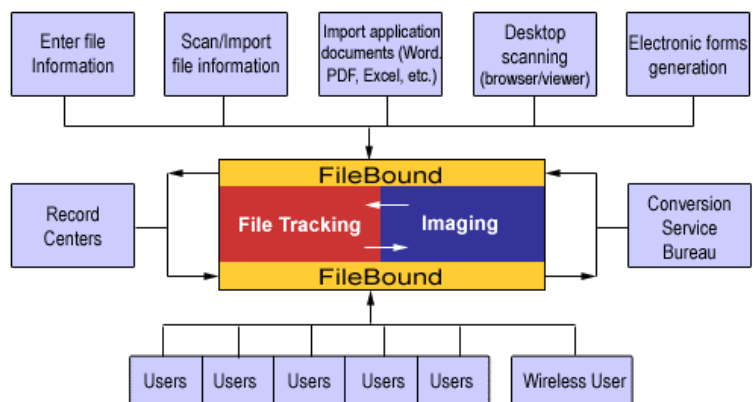 Enter file
Information
Scan/Import
file information
Import application
documents (Word.
PDF, Excel, etc.)
Desktop
scanning
(browser/viewer)
Electronic forms
generation
FileBound
Record
Centers
File Tracking
Imaging
Conversion
Service
Bureau
FileBound
Users
Users
Users
Users
Users
Wireless User